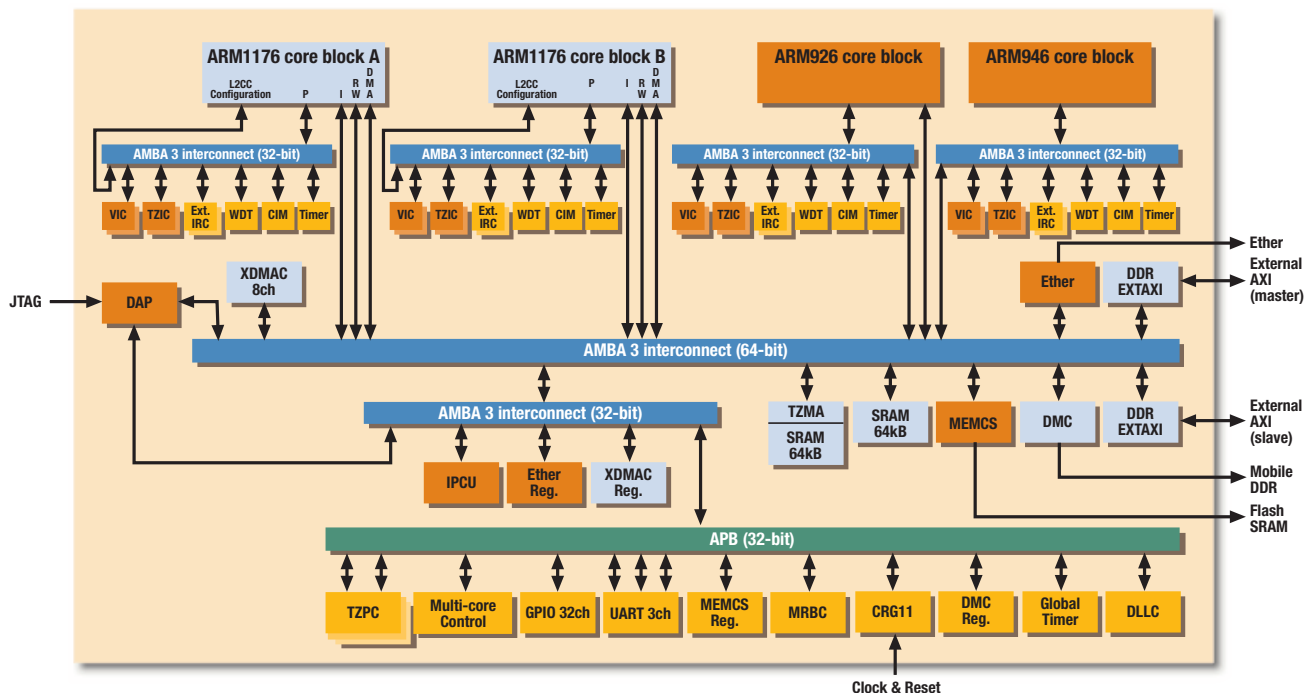 ARM1176 core block A
L2CC Configuration
P
I
RW
DMA
ARM1176 core block B
L2CC Configuration
P
I
RW
DMA
ARM926 core block
ARM946 core block
AMBA 3 interconnect (32-bit)
AMBA 3 interconnect (32-bit)
AMBA 3 interconnect (32-bit)
AMBA 3 interconnect (32-bit)
VIC
TZIC
Ext. IRC
WDT
CIM
Timer
VIC
TZIC
Ext. IRC
WDT
CIM
Timer
VIC
TZIC
Ext. IRC
WDT
CIM
Timer
VIC
TZIC
Ext. IRC
WDT
CIM
Timer
Ether
External
AXI
(master)
JTAG
DAP
XDMAC
8ch
Ether
DDR
EXTAXI
AMBA 3 interconnect (64-bit)
AMBA 3 interconnect (32-bit)
TZMA
SRAM
64kB
SRAM
64kB
MEMCS
DMC
DDR
EXTAXI
External
AXI
(slave)
IPCU
Ether
Reg.
XDMAC
Reg.
Mobile
DDR
Flash
SRAM
APB (32-bit)
TZPC
Multi-core
Control
GPIO 32ch
UART 3ch
MEMCS
Reg.
MRBC
CRG11
DMC
Reg.
Global
Timer
DLLC
Clock & Reset